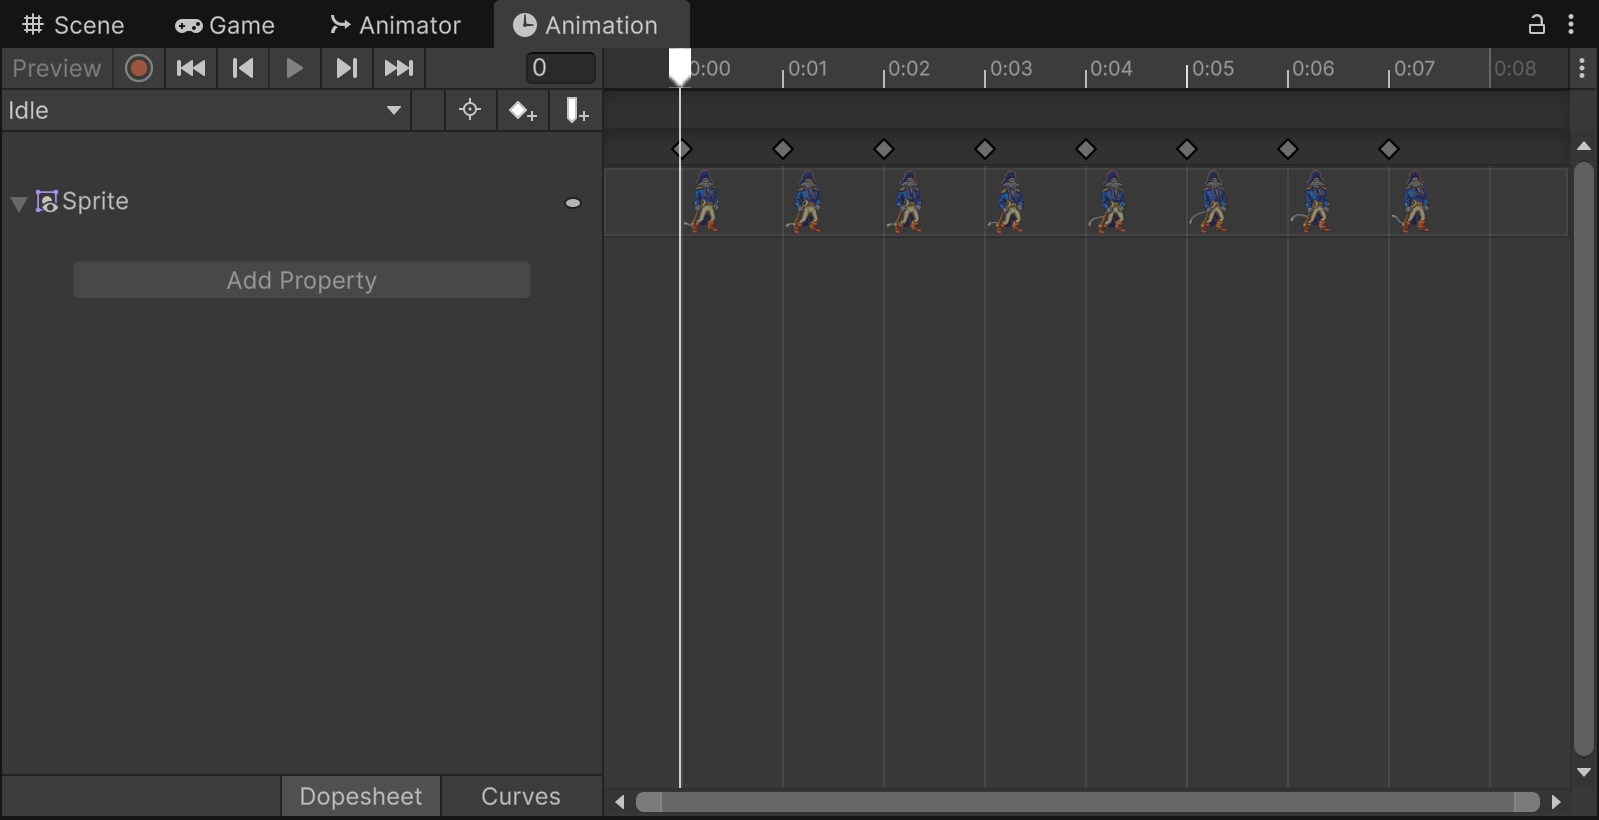 Scene Game Animator Animation
Preview 0 0:00 0:01 0:02 0:03 0:04 0:05 0:06 0:07 0:08
Idle
Sprite
Add Property
Dopesheet Curves